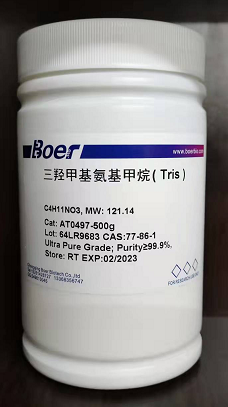 Boer
www.boerbio.com
三羟甲基氨基甲烷(Tris)
C4H11NO3, MW: 121.14
Cat: AT0497-500g
Lot: 64LR9683 CAS:77-86-1
Ultra Pure Grade; Purity≥99.9%.
Store: RT EXP:02/2023